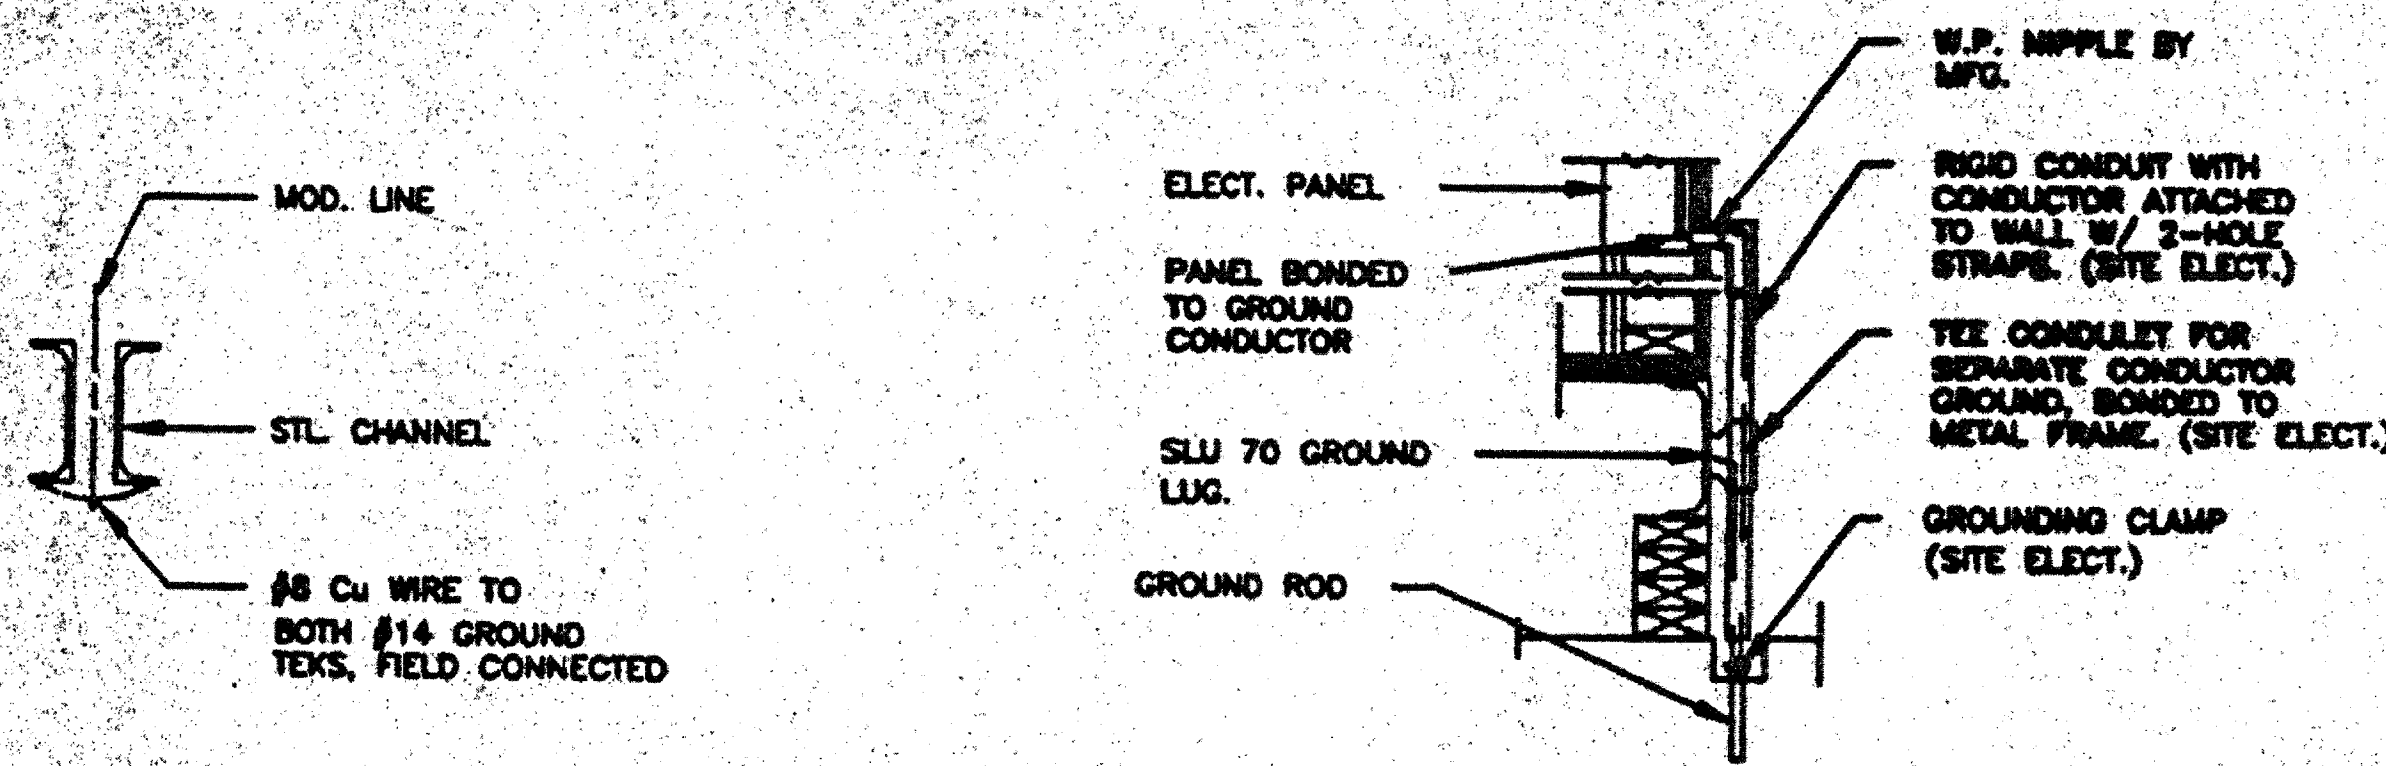 MOD. LINE
STL. CHANNEL
#8 Cu WIRE TO
BOTH #14 GROUND
TEKS, FIELD CONNECTED
ELECT. PANEL
PANEL BONDED
TO GROUND
CONDUCTOR
SLU 70 GROUND
LUG.
GROUND ROD
W.P. NIPPLE BY
MFG.
RIGID CONDUIT WITH
CONDUCTOR ATTACHED
TO WALL W/ 2-HOLE
STRAPS. (SITE ELECT.)
TEE CONDULET FOR
SEPARATE CONDUCTOR
GROUND, BONDED TO
METAL FRAME. (SITE ELECT.)
GROUNDING CLAMP
(SITE ELECT.)